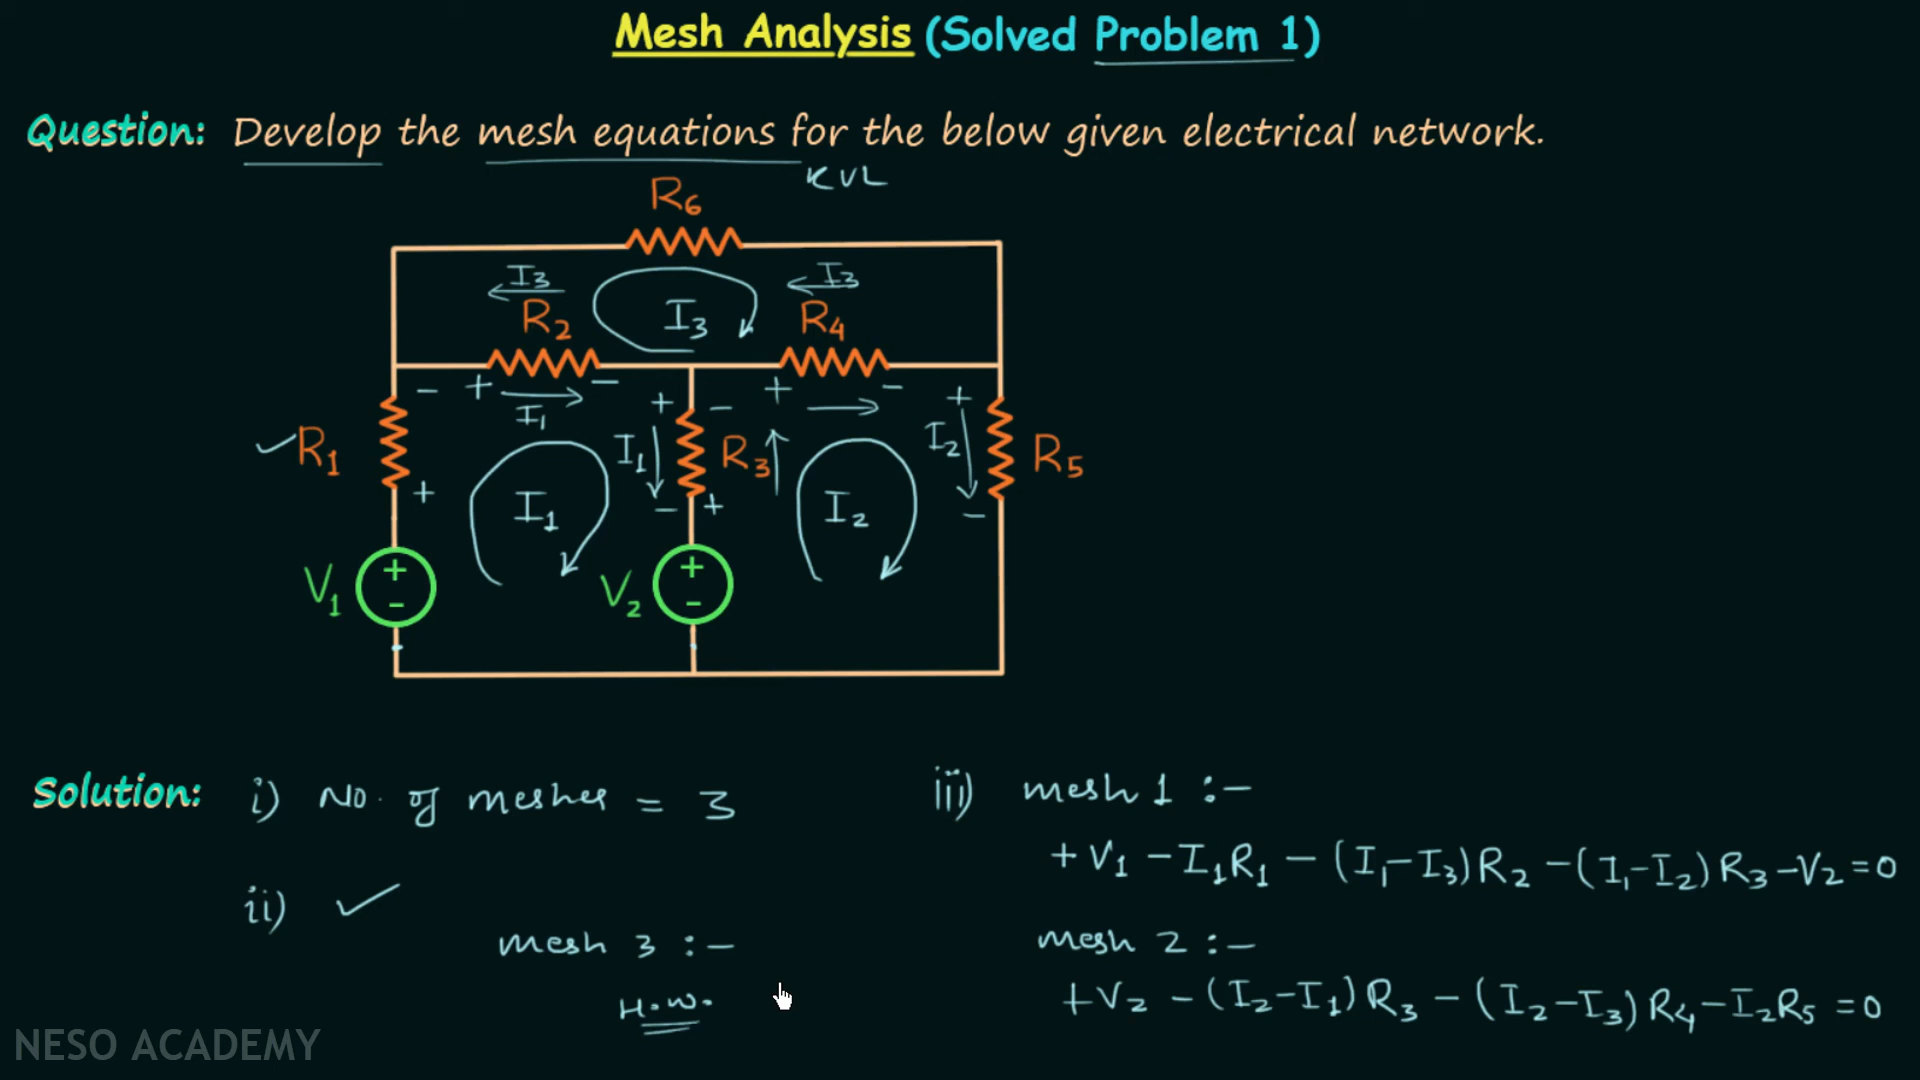 Mesh Analysis (Solved Problem 1)
Question: Develop the mesh equations for the below given electrical network.
KVL
R6
I3
I3
R2
I3
R4
- + - + - + - +
I1
R1
I1
R3
I2
R5
+ I1 - + I2 -
V1
+
-
V2
+
-
Solution: i) No. of meshes = 3
ii) ✓
iii) mesh 1 :-
+V1 - I1R1 - (I1-I3)R2 - (I1-I2)R3 - V2 = 0
mesh 2 :-
+V2 - (I2-I1)R3 - (I2-I3)R4 - I2R5 = 0
mesh 3 :-
H.W.
NESO ACADEMY